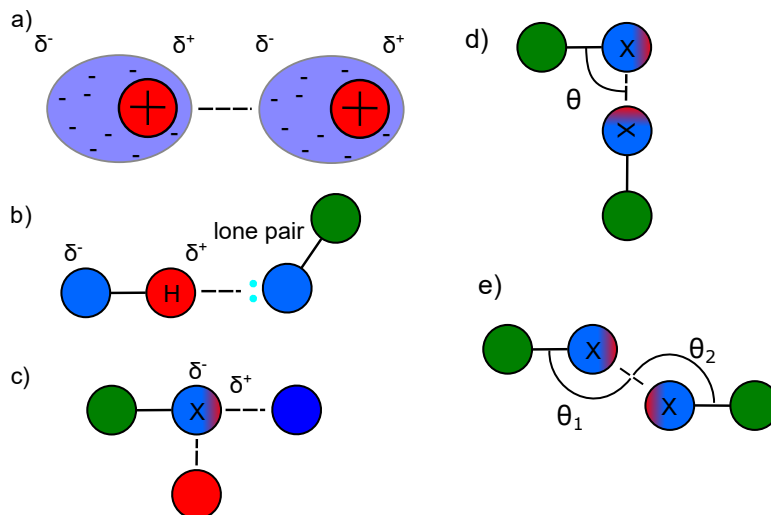 a)
δ- δ+ δ- δ+
- - - - - - - - - + - - - - - - - - - +
b)
δ- δ+ lone pair
H :
c)
δ-
δ+
X
d)
X
θ
X
e)
X
θ2
X
θ1